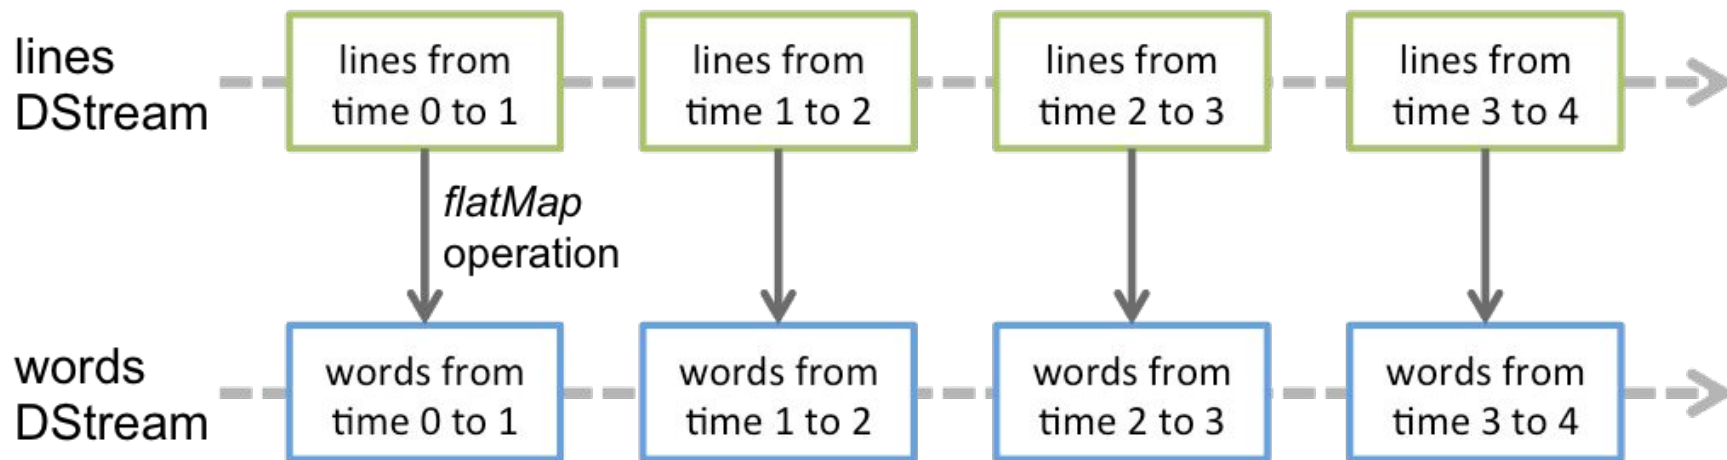 lines
DStream
lines from
time 0 to 1
lines from
time 1 to 2
lines from
time 2 to 3
lines from
time 3 to 4
flatMap
operation
words
DStream
words from
time 0 to 1
words from
time 1 to 2
words from
time 2 to 3
words from
time 3 to 4